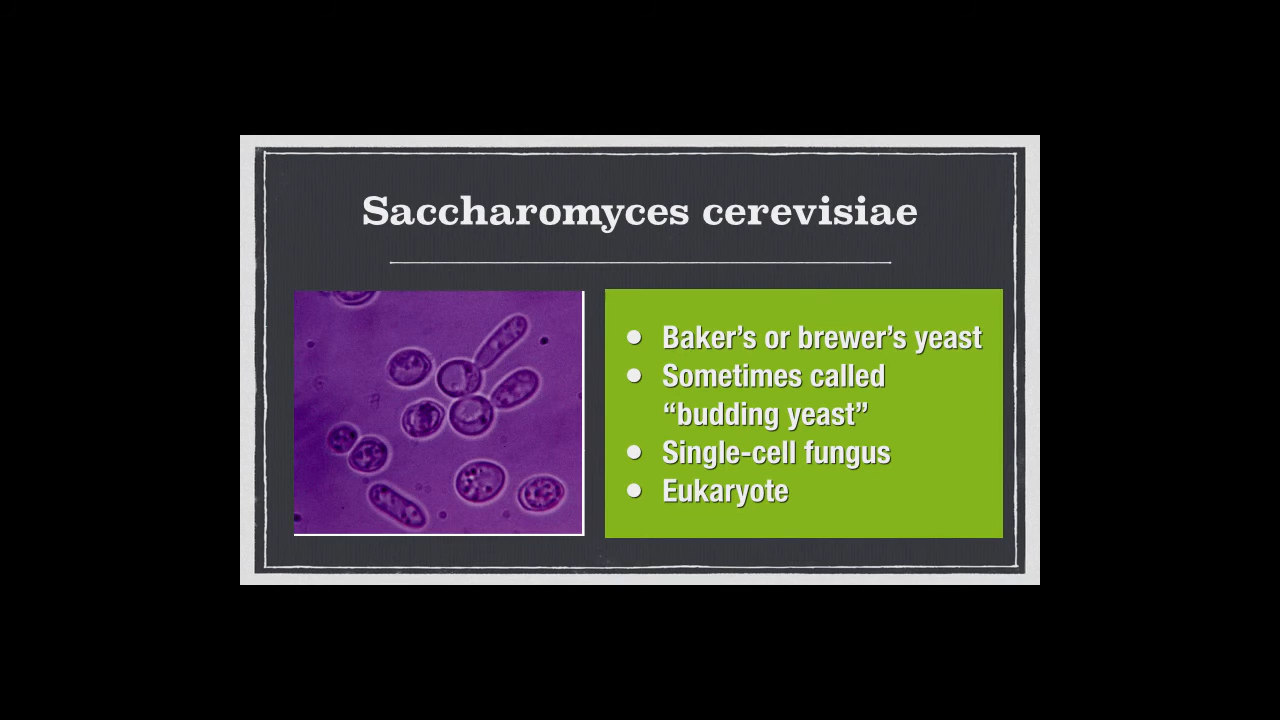 Saccharomyces cerevisiae
• Baker’s or brewer’s yeast
• Sometimes called
“budding yeast”
• Single-cell fungus
• Eukaryote